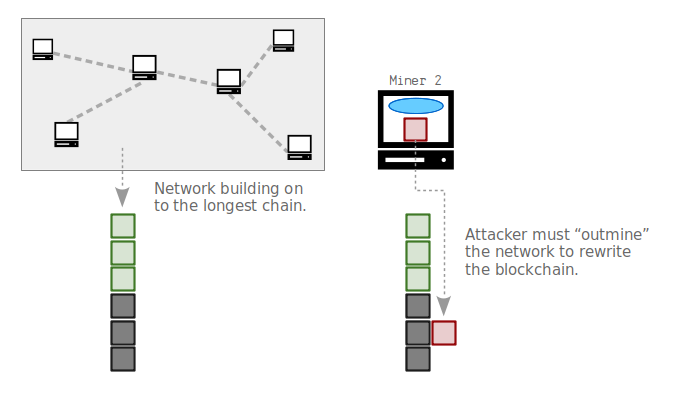 Miner 2
Network building on
to the longest chain.
Attacker must “outmine”
the network to rewrite
the blockchain.